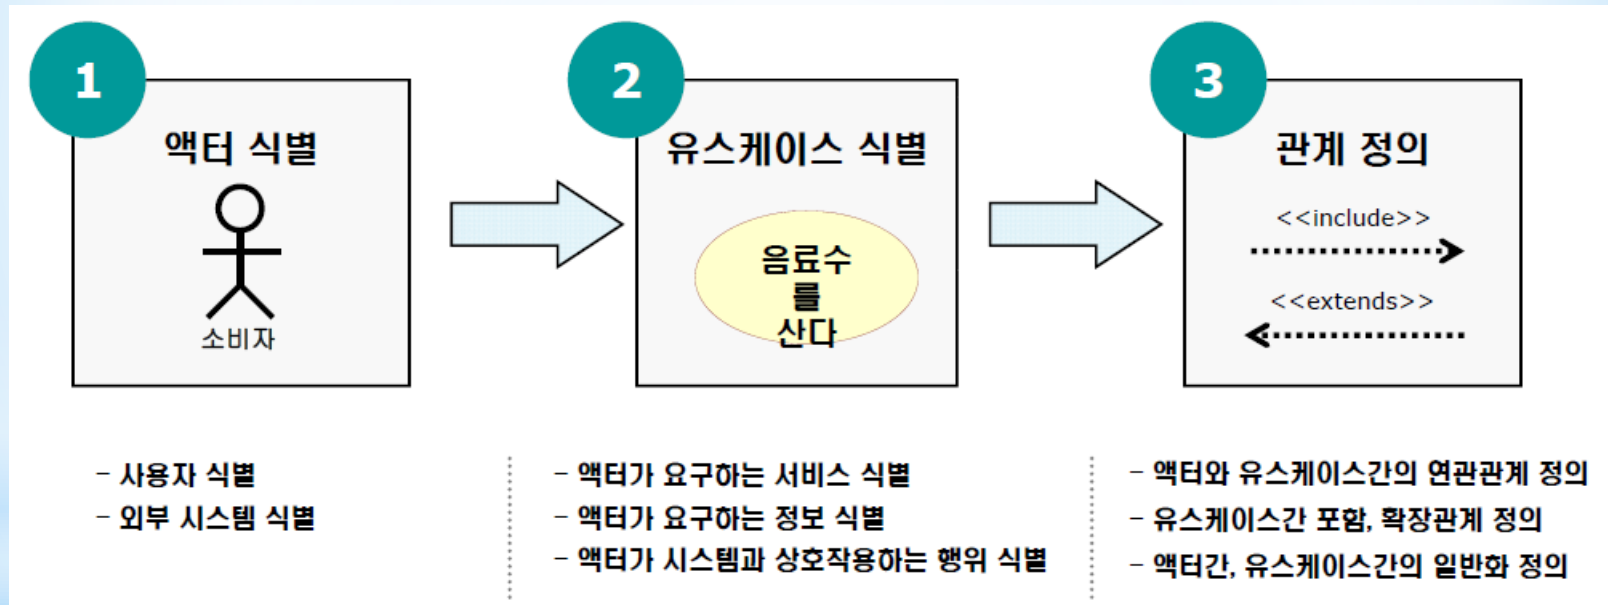 1
액터 식별
소비자
2
유스케이스 식별
음료수
를
산다
3
관계 정의
<<include>>
<<extends>>
- 사용자 식별
- 외부 시스템 식별
- 액터가 요구하는 서비스 식별
- 액터가 요구하는 정보 식별
- 액터가 시스템과 상호작용하는 행위 식별
- 액터와 유스케이스간의 연관관계 정의
- 유스케이스간 포함, 확장관계 정의
- 액터간, 유스케이스간의 일반화 정의